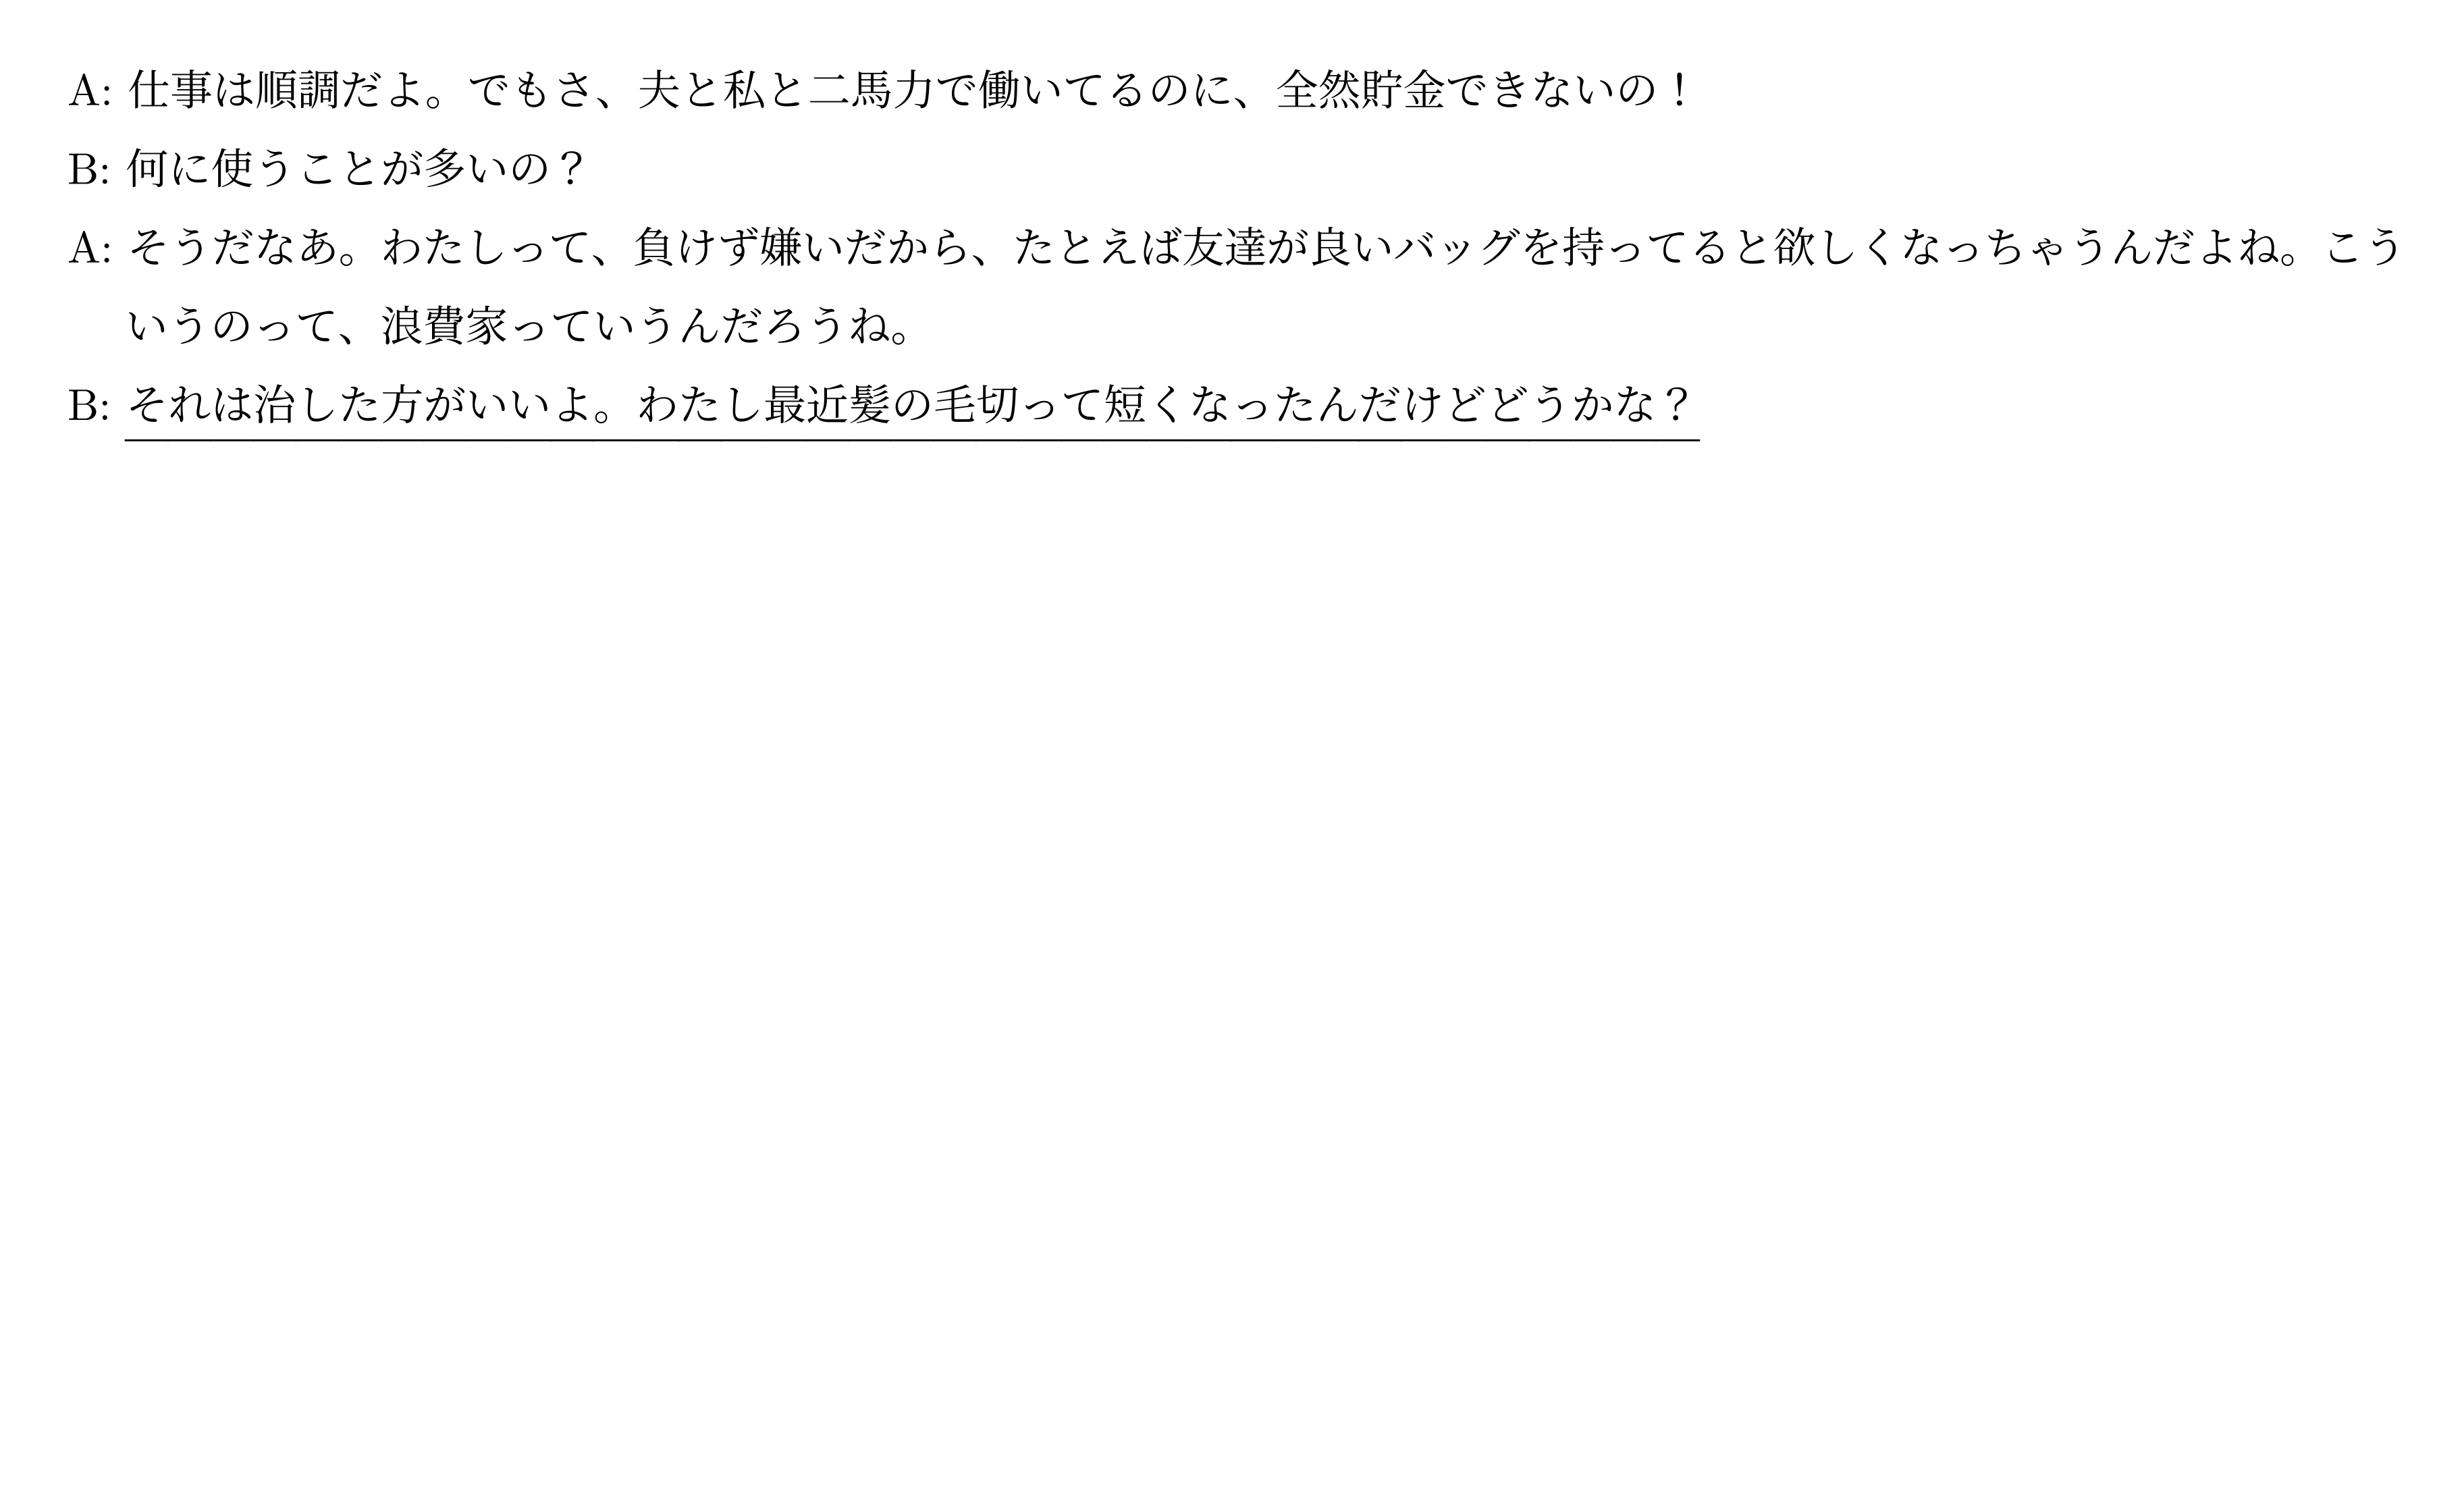 A: 仕事は順調だよ。でもさ、夫と私と二馬力で働いてるのに、全然貯金できないの！
B: 何に使うことが多いの？
A: そうだなあ。わたしって、負けず嫌いだから、たとえば友達が良いバッグを持ってると欲しくなっちゃうんだよね。こう
いうのって、浪費家っていうんだろうね。
B: それは治した方がいいよ。わたし最近髪の毛切って短くなったんだけどどうかな？